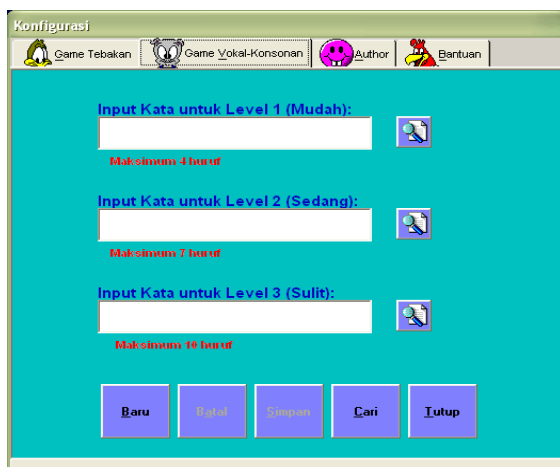 Konfigurasi
Game Tebakan Game Vokal-Konsonan Author Bantuan
Input Kata untuk Level 1 (Mudah):
Maksimum 4 huruf
Input Kata untuk Level 2 (Sedang):
Maksimum 7 huruf
Input Kata untuk Level 3 (Sulit):
Maksimum 10 huruf
Baru Batal Simpan Cari Tutup